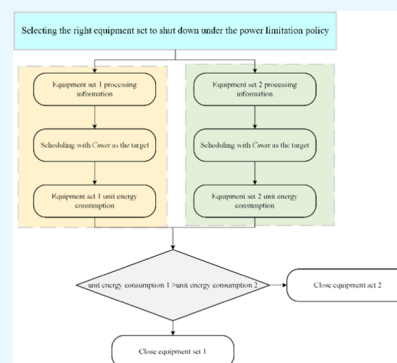 Selecting the right equipment set to shut down under the power limitation policy
Equipment set 1 processing
information
Equipment set 2 processing
information
Scheduling with Cmax as the target
Scheduling with Cmax as the target
Equipment set 1 unit energy
consumption
Equipment set 2 unit energy
consumption
unit energy consumption 1 >unit energy consumption 2
Close equipment set 2
Close equipment set 1